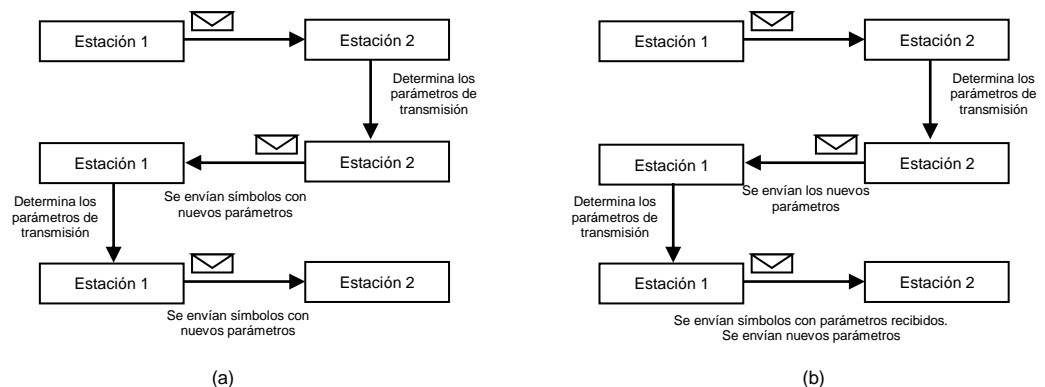 Estación 1
Estación 2
Determina los
parámetros de
transmisión
Estación 1
Estación 2
Se envían símbolos con
nuevos parámetros
Determina los
parámetros de
transmisión
Estación 1
Estación 2
Se envían símbolos con
nuevos parámetros
(a)
Estación 1
Estación 2
Determina los
parámetros de
transmisión
Estación 1
Estación 2
Se envían los nuevos
parámetros
Determina los
parámetros de
transmisión
Estación 1
Estación 2
Se envían símbolos con parámetros recibidos.
Se envían nuevos parámetros
(b)